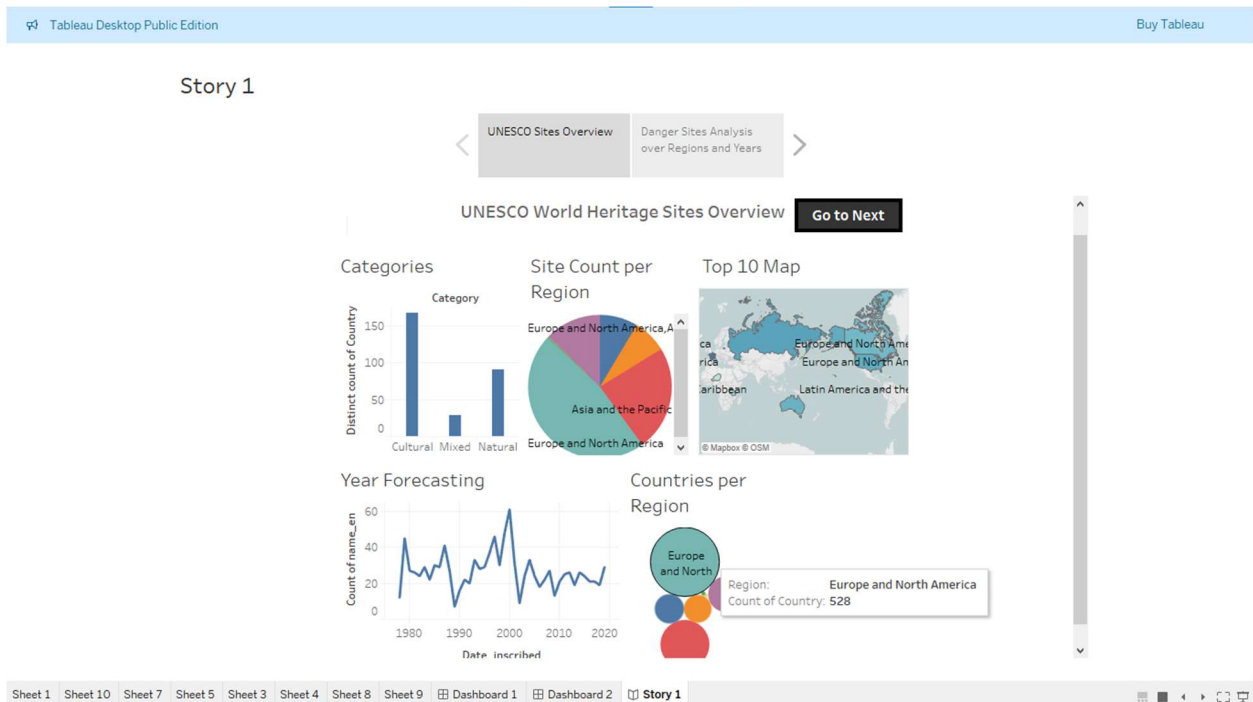 Tableau Desktop Public Edition
Buy Tableau
Story 1
UNESCO Sites Overview
Danger Sites Analysis
over Regions and Years
UNESCO World Heritage Sites Overview
Go to Next
Categories
Category
Distinct count of Country
150
100
50
0
Cultural Mixed Natural
Site Count per
Region
Europe and North America,A
Asia and the Pacific
Europe and North America
Top 10 Map
ca
Europe and North Ame
rica
Europe and North An
aribbean
Latin America and the
© Mapbox © OSM
Year Forecasting
Count of name_en
60
40
20
0
1980 1990 2000 2010 2020
Date inscribed
Countries per
Region
Europe
and North
Region: Europe and North America
Count of Country: 528
Sheet 1 Sheet 10 Sheet 7 Sheet 5 Sheet 3 Sheet 4 Sheet 8 Sheet 9 Dashboard 1 Dashboard 2 Story 1